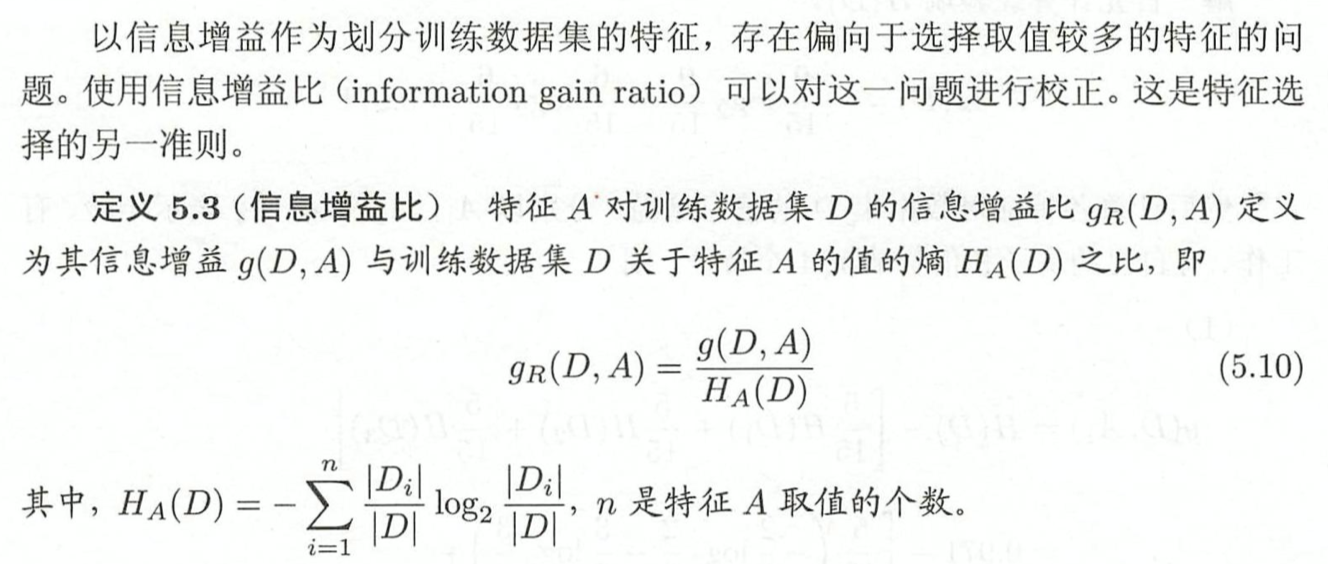 以信息增益作为划分训练数据集的特征，存在偏向于选择取值较多的特征的问
题。使用信息增益比（information gain ratio）可以对这一问题进行校正。这是特征选
择的另一准则。
定义 5.3（信息增益比） 特征 A 对训练数据集 D 的信息增益比 g_R(D, A) 定义
为其信息增益 g(D, A) 与训练数据集 D 关于特征 A 的值的熵 H_A(D) 之比，即
g_R(D, A) = \frac{g(D, A)}{H_A(D)} (5.10)
其中，H_A(D) = -\sum_{i=1}^{n} \frac{|D_i|}{|D|} \log_2 \frac{|D_i|}{|D|}，n 是特征 A 取值的个数。